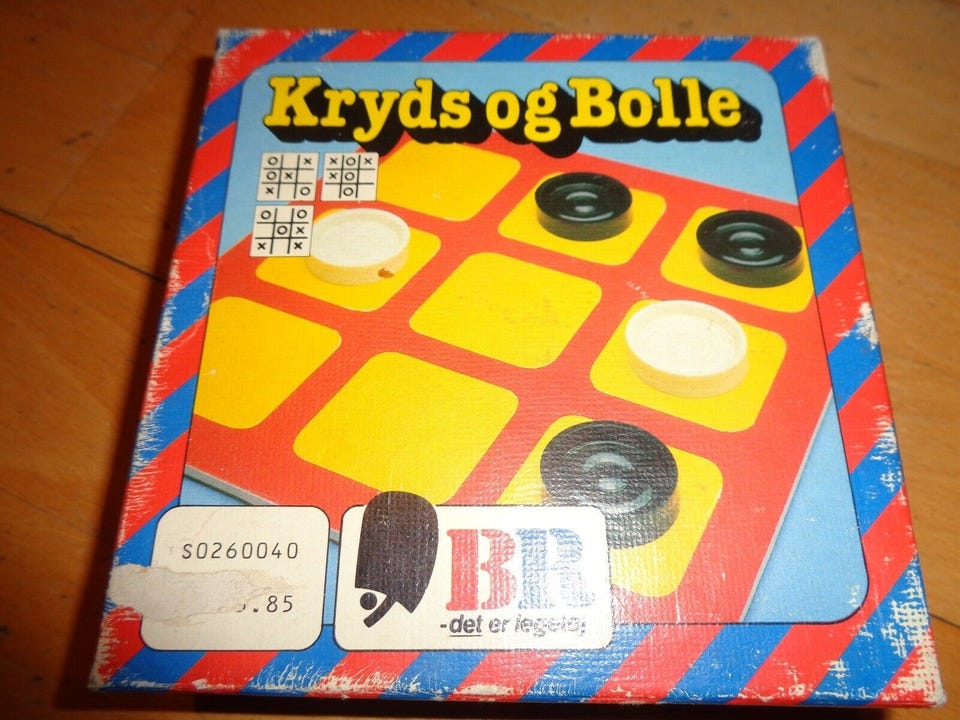 Kryds og Bolle
O X
O X
X O
X O X
X O
O
O O
O X
X X
S0260040
.85
BR
-det er legetøj